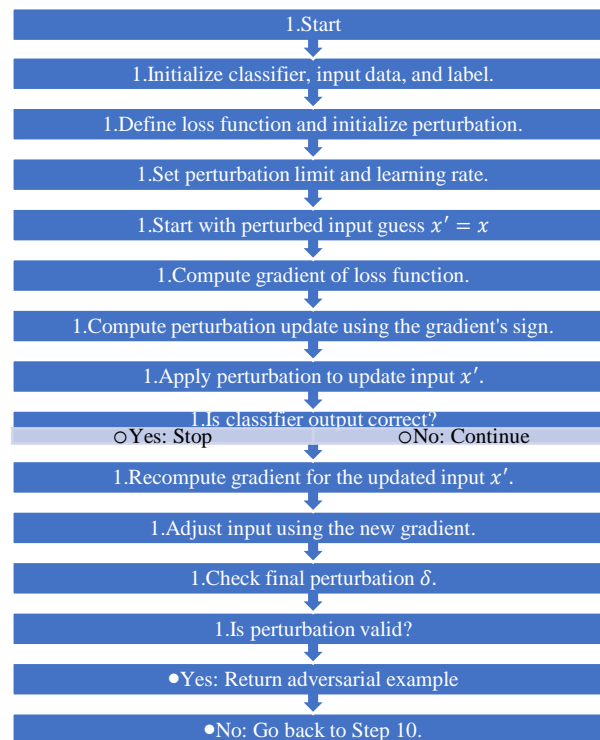 1.Start
1.Initialize classifier, input data, and label.
1.Define loss function and initialize perturbation.
1.Set perturbation limit and learning rate.
1.Start with perturbed input guess x′ = x
1.Compute gradient of loss function.
1.Compute perturbation update using the gradient's sign.
1.Apply perturbation to update input x′.
1.Is classifier output correct?
○Yes: Stop ○No: Continue
1.Recompute gradient for the updated input x′.
1.Adjust input using the new gradient.
1.Check final perturbation δ.
1.Is perturbation valid?
●Yes: Return adversarial example
●No: Go back to Step 10.